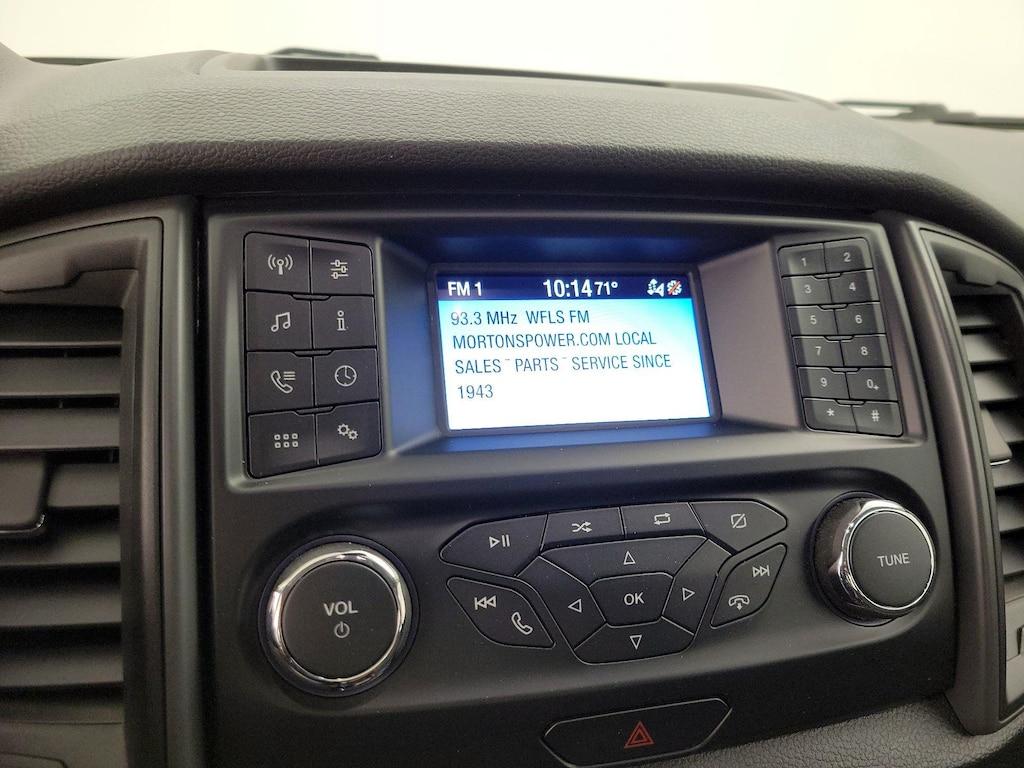 FM 1 10:14 71°
93.3 MHz WFLS FM
MORTONSPOWER.COM LOCAL
SALES ~ PARTS ~ SERVICE SINCE
1943
1 2
3 4
5 6
7 8
9 0+
* #
VOL
OK
TUNE